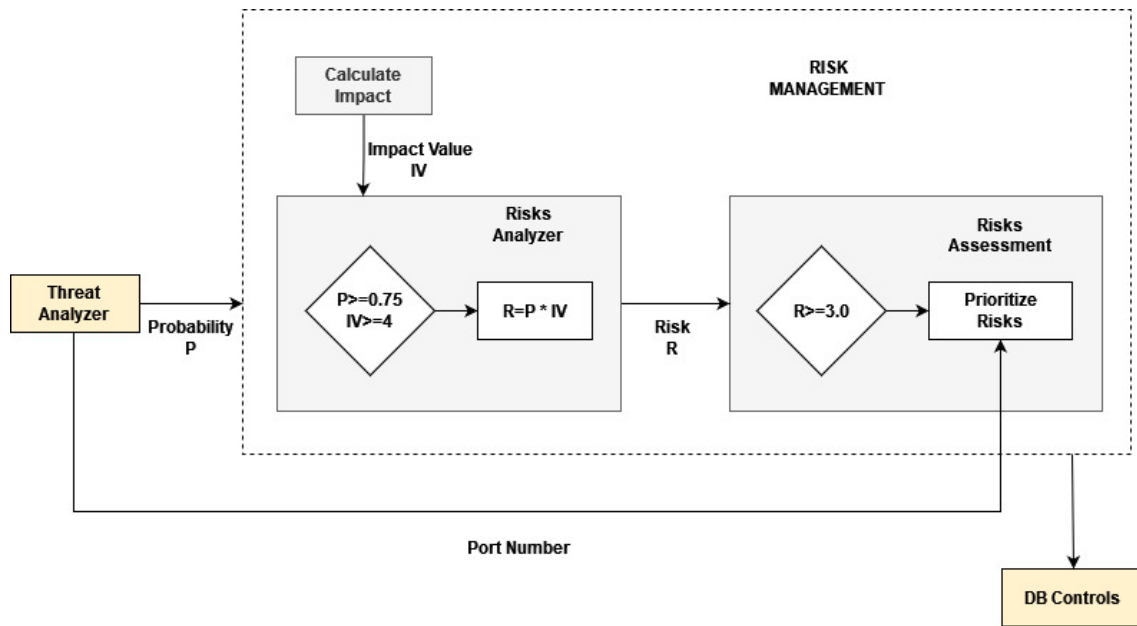 RISK
MANAGEMENT
Calculate
Impact
Impact Value
IV
Risks
Analyzer
P>=0.75
IV>=4
R=P * IV
Risks
Assessment
R>=3.0
Prioritize
Risks
Threat
Analyzer
Probability
P
Risk
R
Port Number
DB Controls